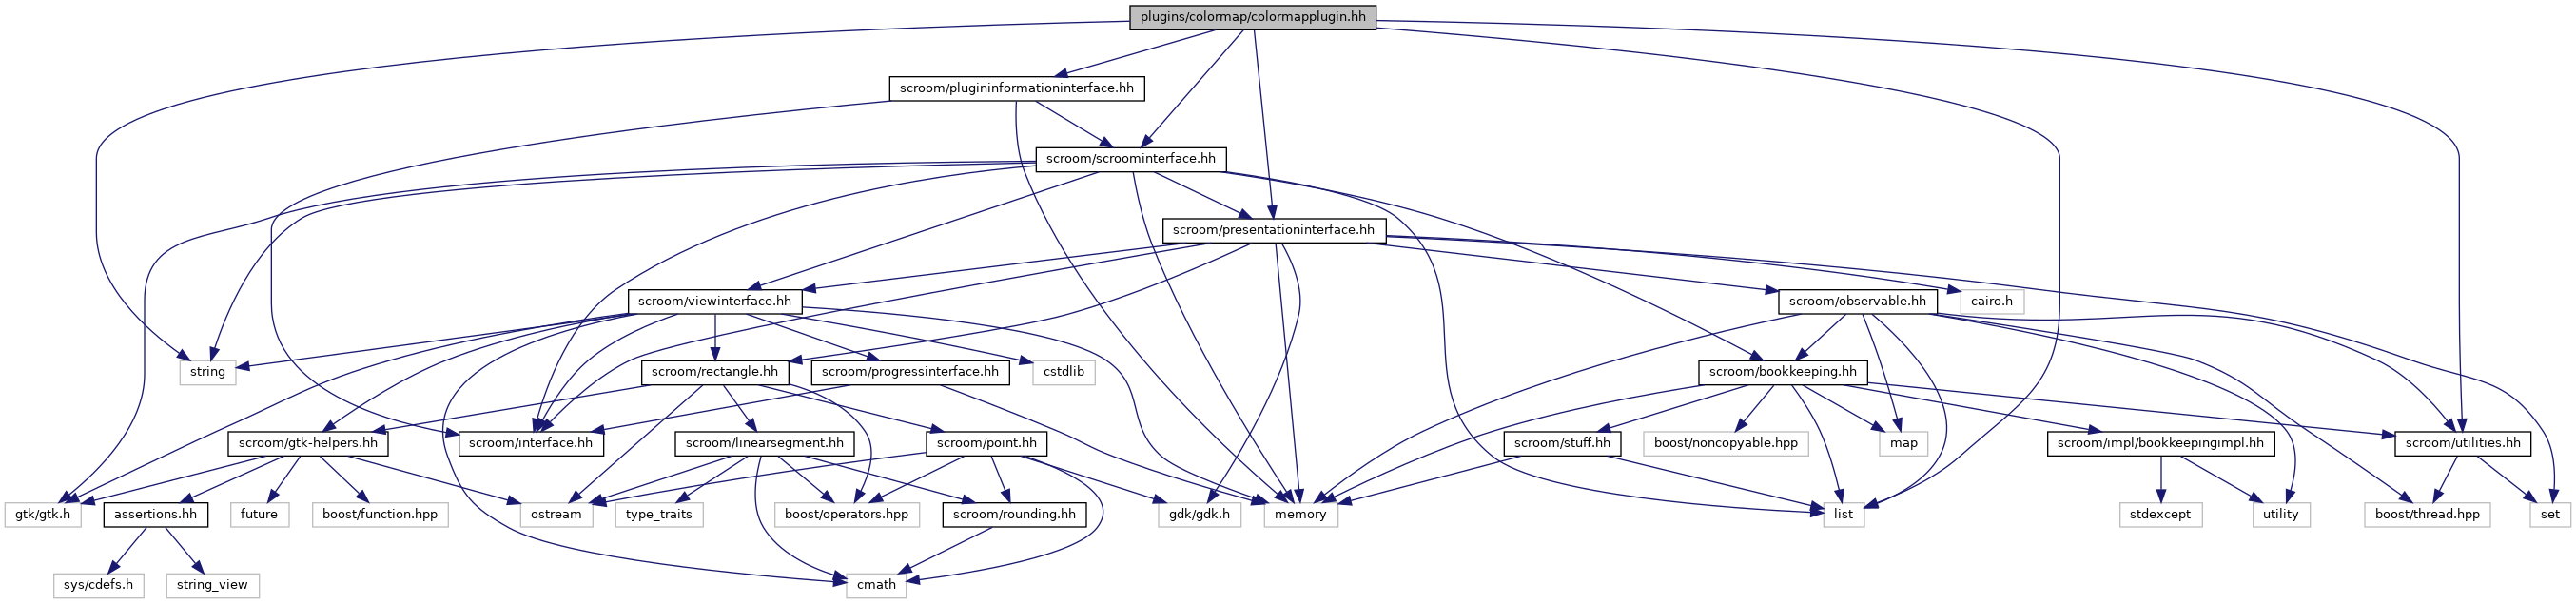 plugins/colormap/colormapplugin.hh
scroom/plugininformationinterface.hh
scroom/scroominterface.hh
scroom/presentationinterface.hh
scroom/viewinterface.hh
scroom/observable.hh
cairo.h
string
scroom/rectangle.hh
scroom/progressinterface.hh
cstdlib
scroom/bookkeeping.hh
scroom/gtk-helpers.hh
scroom/interface.hh
scroom/linearsegment.hh
scroom/point.hh
scroom/stuff.hh
boost/noncopyable.hpp
map
scroom/impl/bookkeepingimpl.hh
scroom/utilities.hh
gtk/gtk.h
assertions.hh
future
boost/function.hpp
ostream
type_traits
boost/operators.hpp
scroom/rounding.hh
gdk/gdk.h
memory
list
stdexcept
utility
boost/thread.hpp
set
sys/cdefs.h
string_view
cmath